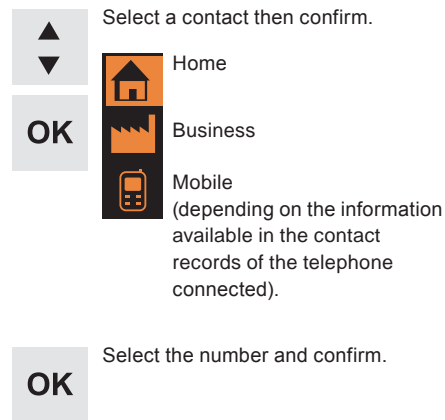 Select a contact then confirm.
Home
OK
Business
Mobile
(depending on the information
available in the contact
records of the telephone
connected).
Select the number and confirm.
OK